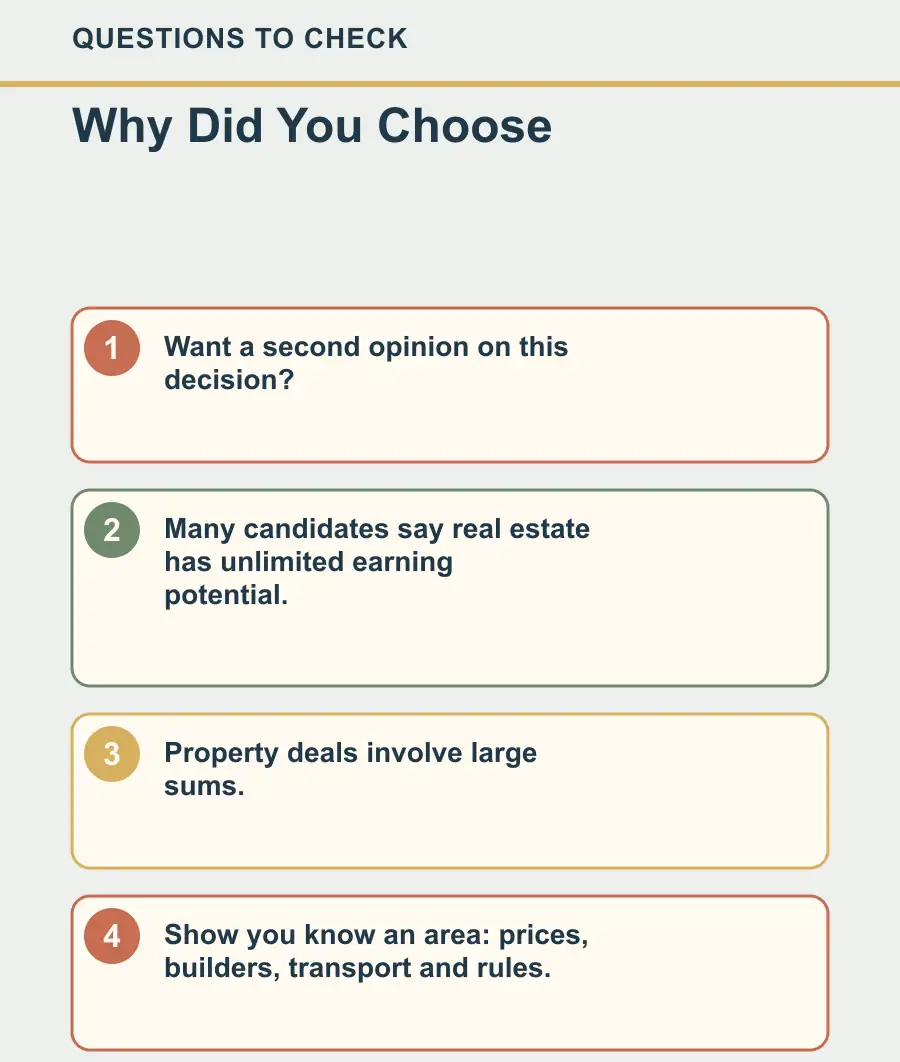 QUESTIONS TO CHECK
Why Did You Choose
1
Want a second opinion on this
decision?
2
Many candidates say real estate
has unlimited earning
potential.
3
Property deals involve large
sums.
4
Show you know an area: prices,
builders, transport and rules.